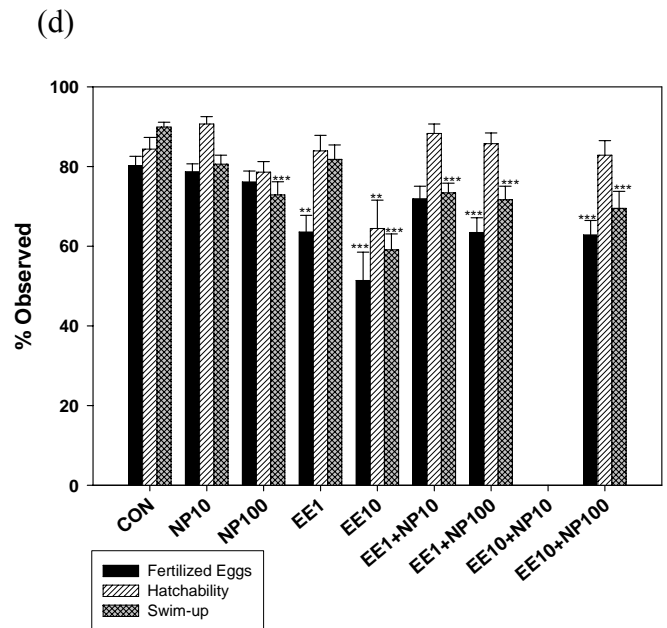 (d)
100
80
60
40
20
0
% Observed
***
**
***
**
***
***
***
***
***
***
CON
NP10
NP100
EE1
EE10
EE1+NP10
EE1+NP100
EE10+NP10
EE10+NP100
Fertilized Eggs
Hatchability
Swim-up